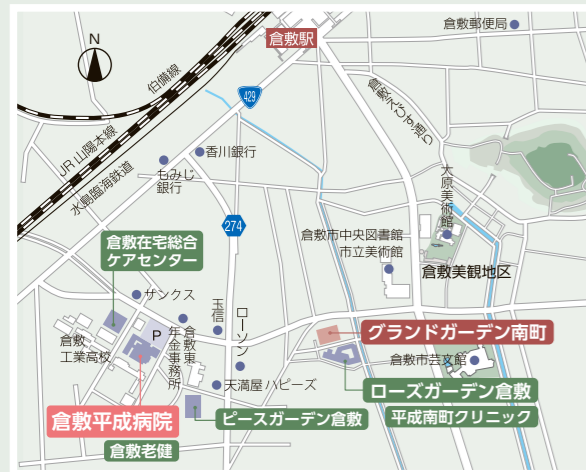 倉敷駅
倉敷郵便局
N
伯備線
429
倉敷えびす通り
JR山陽本線
香川銀行
もみじ
銀行
水島臨海鉄道
大原美術館
274
倉敷市中央図書館
市立美術館
倉敷美観地区
倉敷在宅総合
ケアセンター
サンクス
玉信
ローソン
P
倉敷東
年金事務所
倉敷
工業高校
グランドガーデン南町
倉敷市芸文館
天満屋ハピーズ
ローズガーデン倉敷
平成南町クリニック
倉敷平成病院
ピースガーデン倉敷
倉敷老健